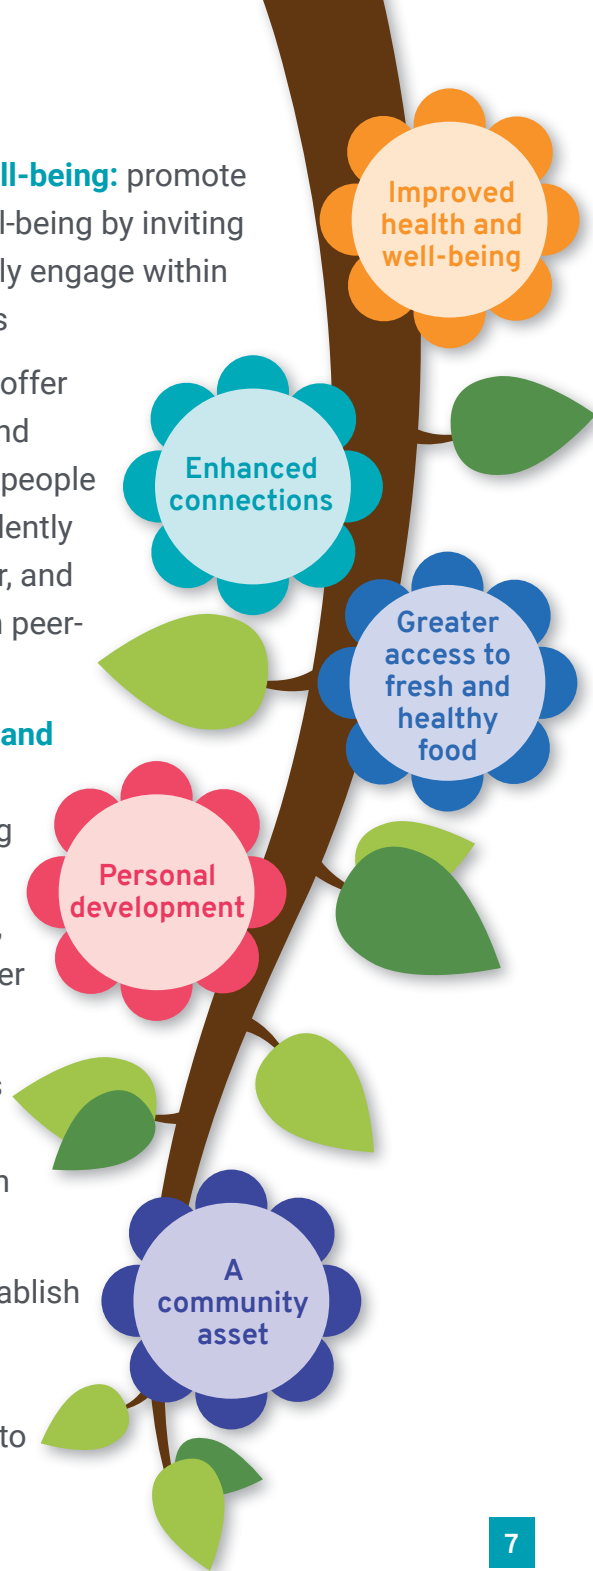 ll-being: promote
l-being by inviting
ly engage within
s
offer
nd
people
lently
r, and
n peer-
and
g
,
er
s
n
ablish
to
Improved
health and
well-being
Enhanced
connections
Greater
access to
fresh and
healthy
food
Personal
development
A
community
asset
7